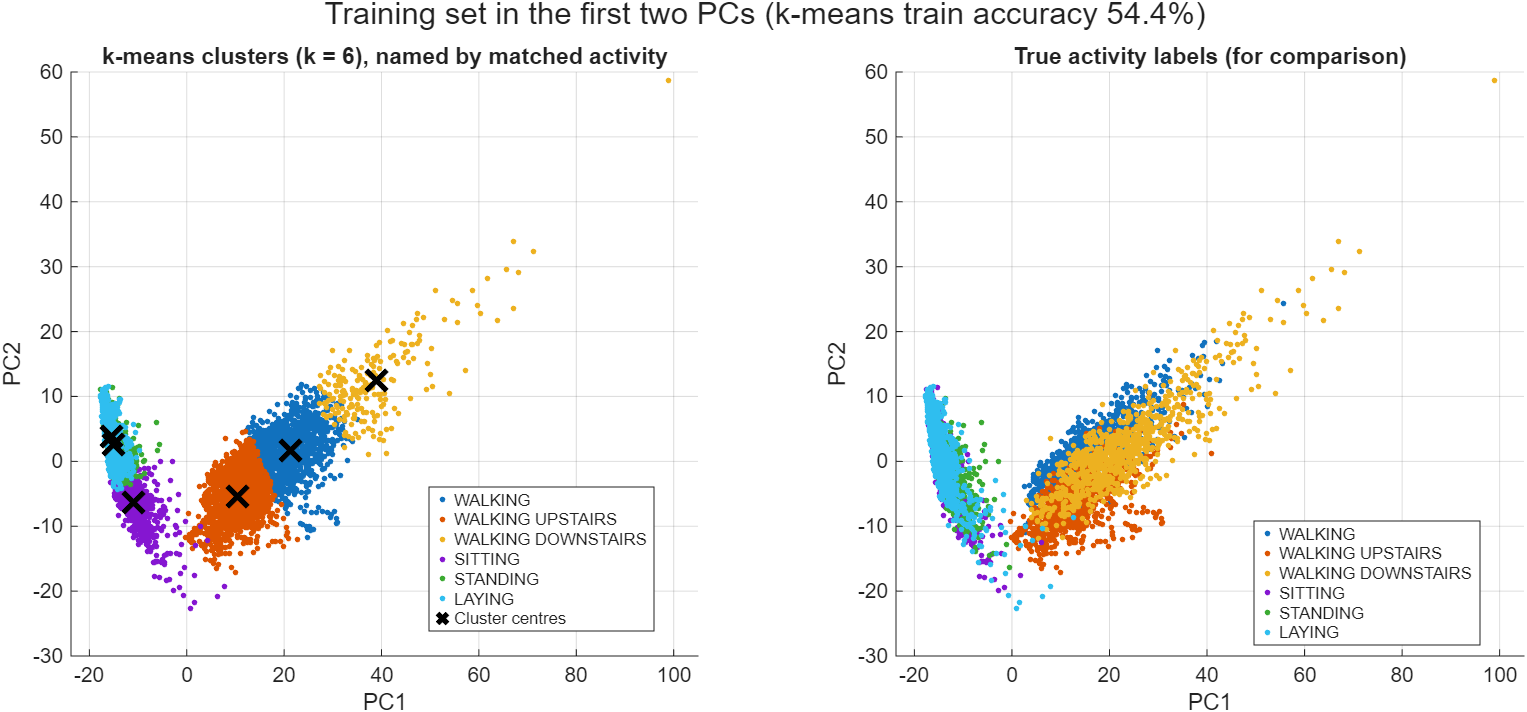 Training set in the first two PCs (k-means train accuracy 54.4%)
k-means clusters (k = 6), named by matched activity
60
50
40
30
20
10
0
-10
-20
-30
PC2
-20
0
20
40
60
80
100
PC1
WALKING
WALKING UPSTAIRS
WALKING DOWNSTAIRS
SITTING
STANDING
LAYING
Cluster centres
True activity labels (for comparison)
60
50
40
30
20
10
0
-10
-20
-30
PC2
-20
0
20
40
60
80
100
PC1
WALKING
WALKING UPSTAIRS
WALKING DOWNSTAIRS
SITTING
STANDING
LAYING